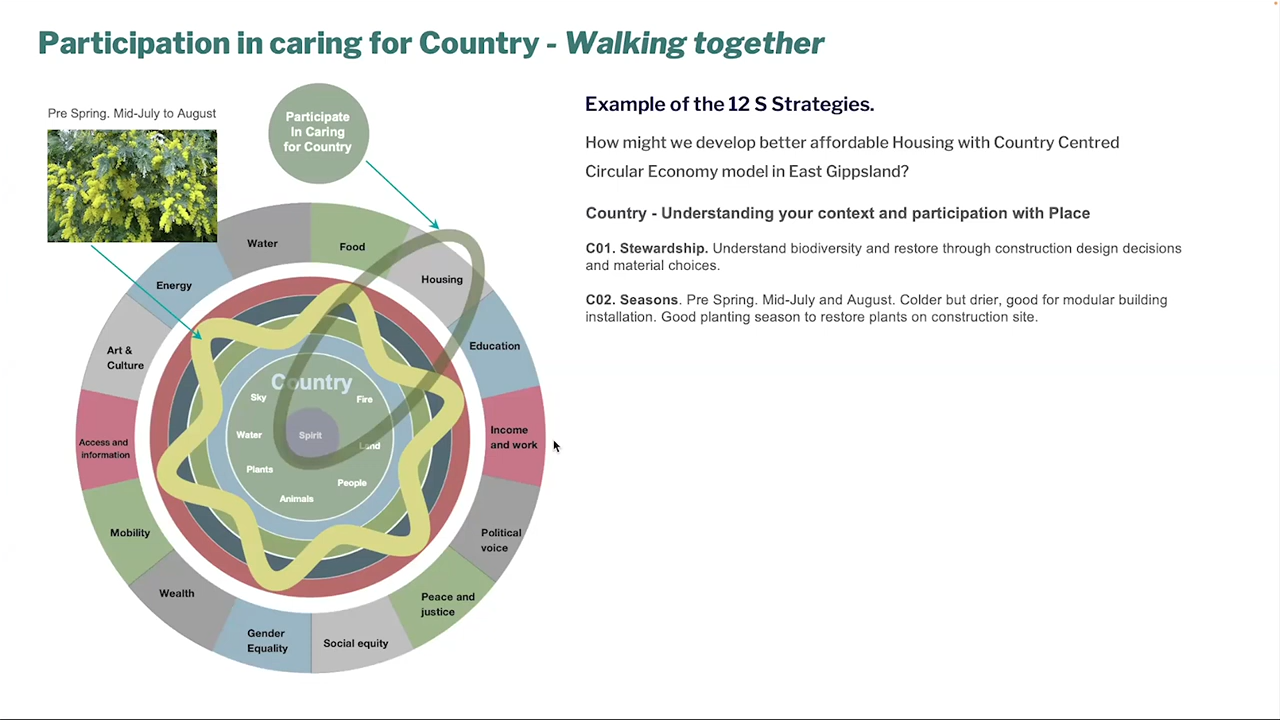 Participation in caring for Country - Walking together
Pre Spring. Mid-July to August
Participate
In Caring
for Country
Example of the 12 S Strategies.
How might we develop better affordable Housing with Country Centred
Circular Economy model in East Gippsland?
Country - Understanding your context and participation with Place
C01. Stewardship. Understand biodiversity and restore through construction design decisions
and material choices.
C02. Seasons. Pre Spring. Mid-July and August. Colder but drier, good for modular building
installation. Good planting season to restore plants on construction site.
Water
Food
Housing
Education
Income
and work
Political
voice
Peace and
justice
Social equity
Gender
Equality
Wealth
Mobility
Access and
information
Art &
Culture
Energy
Country
Sky
Fire
Water
Spirit
Land
Plants
People
Animals